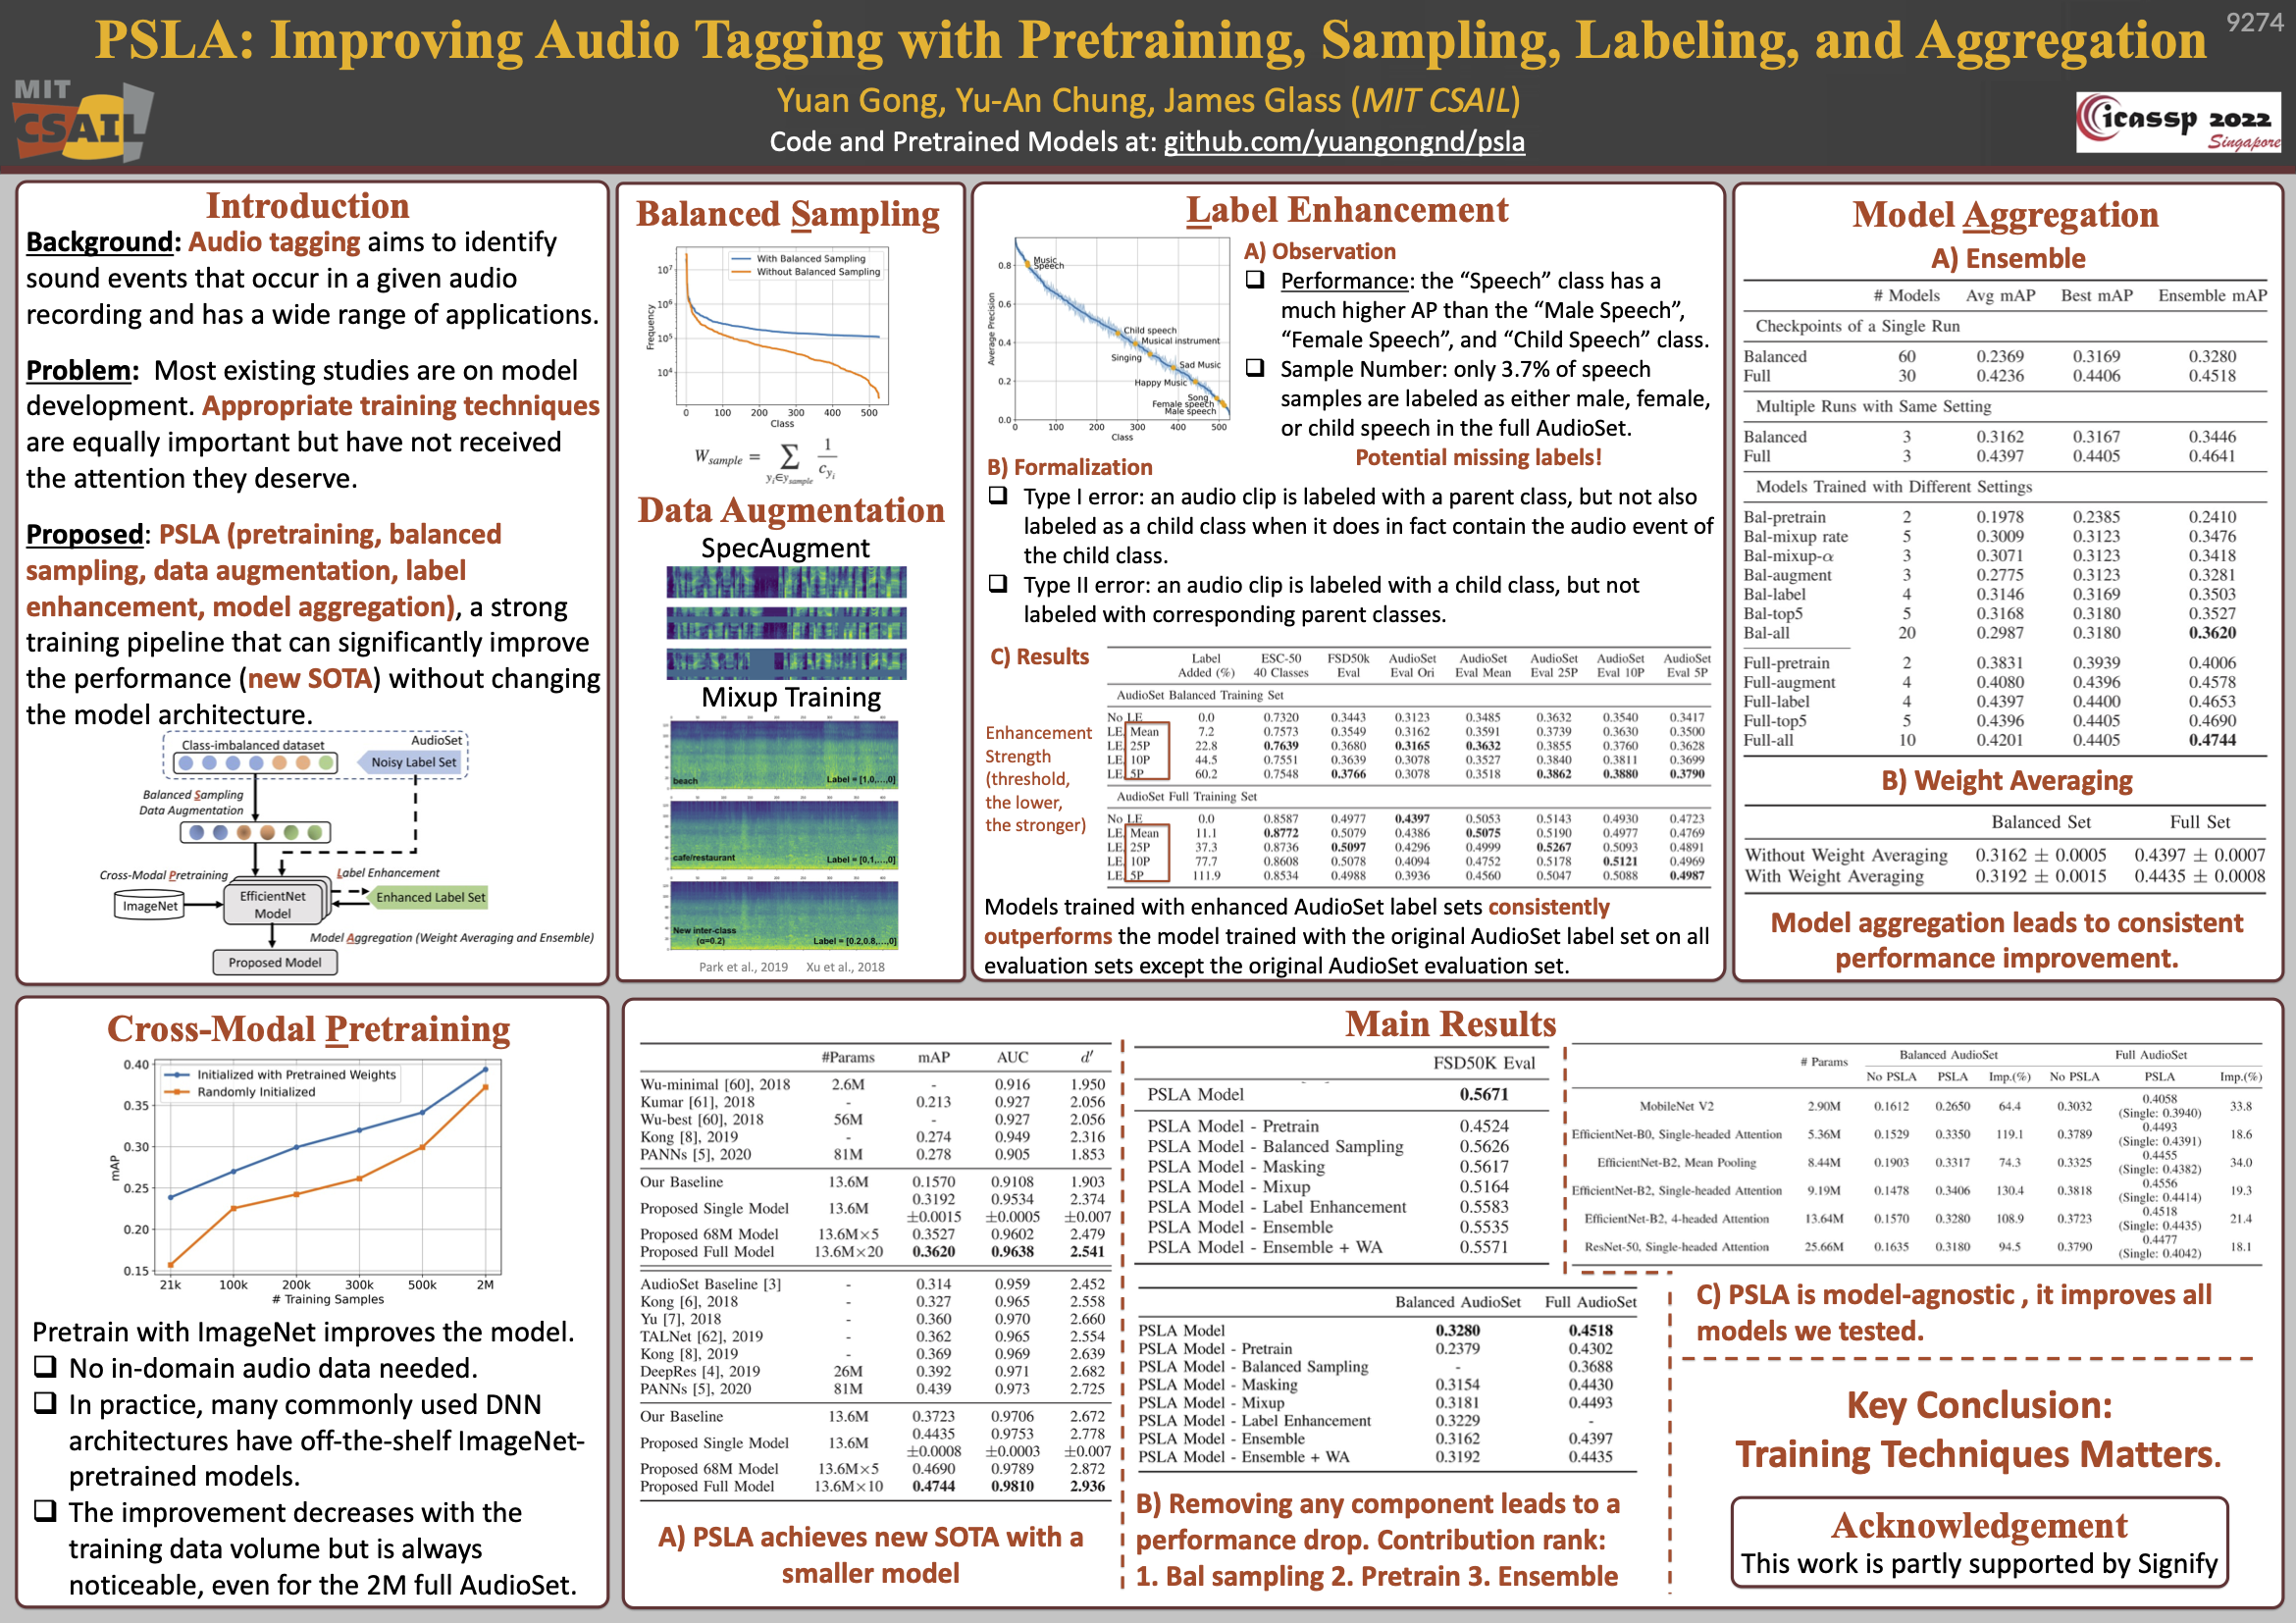 PSLA: Improving Audio Tagging with Pretraining, Sampling, Labeling, and Aggregation
9274
MIT
CSAIL
Yuan Gong, Yu-An Chung, James Glass (MIT CSAIL)
Code and Pretrained Models at: github.com/yuangongnd/psla
icassp 2022
Singapore
Introduction
Background: Audio tagging aims to identify
sound events that occur in a given audio
recording and has a wide range of applications.
Problem: Most existing studies are on model
development. Appropriate training techniques
are equally important but have not received
the attention they deserve.
Proposed: PSLA (pretraining, balanced
sampling, data augmentation, label
enhancement, model aggregation), a strong
training pipeline that can significantly improve
the performance (new SOTA) without changing
the model architecture.
Class-imbalanced dataset
AudioSet
Noisy Label Set
Balanced Sampling
Data Augmentation
Cross-Modal Pretraining
Label Enhancement
ImageNet
EfficientNet
Model
Enhanced Label Set
Model Aggregation (Weight Averaging and Ensemble)
Proposed Model
Balanced Sampling
With Balanced Sampling
Without Balanced Sampling
Frequency
10⁷
10⁶
10⁵
10⁴
0 100 200 300 400 500
Class
W_sample = Σ_{y_i∈y_sample} 1/c_{y_i}
Data Augmentation
SpecAugment
Mixup Training
beach Label = [1,0,...,0]
cafe/restaurant Label = [0,1,...,0]
New inter-class
(α=0.2) Label = [0.2,0.8,...,0]
Park et al., 2019 Xu et al., 2018
Label Enhancement
Average Precision
0.8
0.6
0.4
0.2
0.0
0 100 200 300 400 500
Class
Music
Speech
Child speech
Musical instrument
Singing
Sad Music
Happy Music
Song
Female speech
Male speech
A) Observation
Performance: the “Speech” class has a
much higher AP than the “Male Speech”,
“Female Speech”, and “Child Speech” class.
Sample Number: only 3.7% of speech
samples are labeled as either male, female,
or child speech in the full AudioSet.
Potential missing labels!
B) Formalization
Type I error: an audio clip is labeled with a parent class, but not also
labeled as a child class when it does in fact contain the audio event of
the child class.
Type II error: an audio clip is labeled with a child class, but not
labeled with corresponding parent classes.
C) Results
Enhancement
Strength
(threshold,
the lower,
the stronger)
Label ESC-50 FSD50k AudioSet AudioSet AudioSet AudioSet AudioSet
Added (%) 40 Classes Eval Eval Ori Eval Mean Eval 25P Eval 10P Eval 5P
AudioSet Balanced Training Set
No LE 0.0 0.7320 0.3443 0.3123 0.3485 0.3632 0.3540 0.3417
LE Mean 7.2 0.7573 0.3549 0.3162 0.3591 0.3739 0.3630 0.3500
LE 25P 22.8 0.7639 0.3680 0.3165 0.3632 0.3855 0.3760 0.3628
LE 10P 44.5 0.7551 0.3639 0.3078 0.3527 0.3840 0.3811 0.3699
LE 5P 60.2 0.7548 0.3766 0.3078 0.3518 0.3862 0.3880 0.3790
AudioSet Full Training Set
No LE 0.0 0.8587 0.4977 0.4397 0.5053 0.5143 0.4930 0.4723
LE Mean 11.1 0.8772 0.5079 0.4386 0.5075 0.5190 0.4977 0.4769
LE 25P 37.3 0.8736 0.5097 0.4296 0.4999 0.5267 0.5093 0.4891
LE 10P 77.7 0.8608 0.5078 0.4094 0.4752 0.5178 0.5121 0.4969
LE 5P 111.9 0.8534 0.4988 0.3936 0.4560 0.5047 0.5088 0.4987
Models trained with enhanced AudioSet label sets consistently
outperforms the model trained with the original AudioSet label set on all
evaluation sets except the original AudioSet evaluation set.
Model Aggregation
A) Ensemble
# Models Avg mAP Best mAP Ensemble mAP
Checkpoints of a Single Run
Balanced 60 0.2369 0.3169 0.3280
Full 30 0.4236 0.4406 0.4518
Multiple Runs with Same Setting
Balanced 3 0.3162 0.3167 0.3446
Full 3 0.4397 0.4405 0.4641
Models Trained with Different Settings
Bal-pretrain 2 0.1978 0.2385 0.2410
Bal-mixup rate 5 0.3009 0.3123 0.3476
Bal-mixup-α 3 0.3071 0.3123 0.3418
Bal-augment 3 0.2775 0.3123 0.3281
Bal-label 4 0.3146 0.3169 0.3503
Bal-top5 5 0.3168 0.3180 0.3527
Bal-all 20 0.2987 0.3180 0.3620
Full-pretrain 2 0.3831 0.3939 0.4006
Full-augment 4 0.4080 0.4396 0.4578
Full-label 4 0.4397 0.4400 0.4653
Full-top5 5 0.4396 0.4405 0.4690
Full-all 10 0.4201 0.4405 0.4744
B) Weight Averaging
Balanced Set Full Set
Without Weight Averaging 0.3162 ± 0.0005 0.4397 ± 0.0007
With Weight Averaging 0.3192 ± 0.0015 0.4435 ± 0.0008
Model aggregation leads to consistent
performance improvement.
Cross-Modal Pretraining
Initialized with Pretrained Weights
Randomly Initialized
mAP
0.40
0.35
0.30
0.25
0.20
0.15
21k 100k 200k 300k 500k 2M
# Training Samples
Pretrain with ImageNet improves the model.
No in-domain audio data needed.
In practice, many commonly used DNN
architectures have off-the-shelf ImageNet-
pretrained models.
The improvement decreases with the
training data volume but is always
noticeable, even for the 2M full AudioSet.
Main Results
#Params mAP AUC d′
Wu-minimal [60], 2018 2.6M - 0.916 1.950
Kumar [61], 2018 - 0.213 0.927 2.056
Wu-best [60], 2018 56M - 0.927 2.056
Kong [8], 2019 - 0.274 0.949 2.316
PANNs [5], 2020 81M 0.278 0.905 1.853
Our Baseline 13.6M 0.1570 0.9108 1.903
Proposed Single Model 13.6M 0.3192 0.9534 2.374
±0.0015 ±0.0005 ±0.007
Proposed 68M Model 13.6M×5 0.3527 0.9602 2.479
Proposed Full Model 13.6M×20 0.3620 0.9638 2.541
AudioSet Baseline [3] - 0.314 0.959 2.452
Kong [6], 2018 - 0.327 0.965 2.558
Yu [7], 2018 - 0.360 0.970 2.660
TALNet [62], 2019 - 0.362 0.965 2.554
Kong [8], 2019 - 0.369 0.969 2.639
DeepRes [4], 2019 26M 0.392 0.971 2.682
PANNs [5], 2020 81M 0.439 0.973 2.725
Our Baseline 13.6M 0.3723 0.9706 2.672
Proposed Single Model 13.6M 0.4435 0.9753 2.778
±0.0008 ±0.0003 ±0.007
Proposed 68M Model 13.6M×5 0.4690 0.9789 2.872
Proposed Full Model 13.6M×10 0.4744 0.9810 2.936
A) PSLA achieves new SOTA with a
smaller model
FSD50K Eval
PSLA Model 0.5671
PSLA Model - Pretrain 0.4524
PSLA Model - Balanced Sampling 0.5626
PSLA Model - Masking 0.5617
PSLA Model - Mixup 0.5164
PSLA Model - Label Enhancement 0.5583
PSLA Model - Ensemble 0.5535
PSLA Model - Ensemble + WA 0.5571
Balanced AudioSet Full AudioSet
PSLA Model 0.3280 0.4518
PSLA Model - Pretrain 0.2379 0.4302
PSLA Model - Balanced Sampling - 0.3688
PSLA Model - Masking 0.3154 0.4430
PSLA Model - Mixup 0.3181 0.4493
PSLA Model - Label Enhancement 0.3229 -
PSLA Model - Ensemble 0.3162 0.4397
PSLA Model - Ensemble + WA 0.3192 0.4435
B) Removing any component leads to a
performance drop. Contribution rank:
1. Bal sampling 2. Pretrain 3. Ensemble
# Params Balanced AudioSet Full AudioSet
No PSLA PSLA Imp.(%) No PSLA PSLA Imp.(%)
MobileNet V2 2.90M 0.1612 0.2650 64.4 0.3032 0.4058 (Single: 0.3940) 33.8
EfficientNet-B0, Single-headed Attention 5.36M 0.1529 0.3350 119.1 0.3789 0.4493 (Single: 0.4391) 18.6
EfficientNet-B2, Mean Pooling 8.44M 0.1903 0.3317 74.3 0.3325 0.4455 (Single: 0.4382) 34.0
EfficientNet-B2, Single-headed Attention 9.19M 0.1478 0.3406 130.4 0.3818 0.4556 (Single: 0.4414) 19.3
EfficientNet-B2, 4-headed Attention 13.64M 0.1570 0.3280 108.9 0.3723 0.4518 (Single: 0.4435) 21.4
ResNet-50, Single-headed Attention 25.66M 0.1635 0.3180 94.5 0.3790 0.4477 (Single: 0.4042) 18.1
C) PSLA is model-agnostic , it improves all
models we tested.
Key Conclusion:
Training Techniques Matters.
Acknowledgement
This work is partly supported by Signify